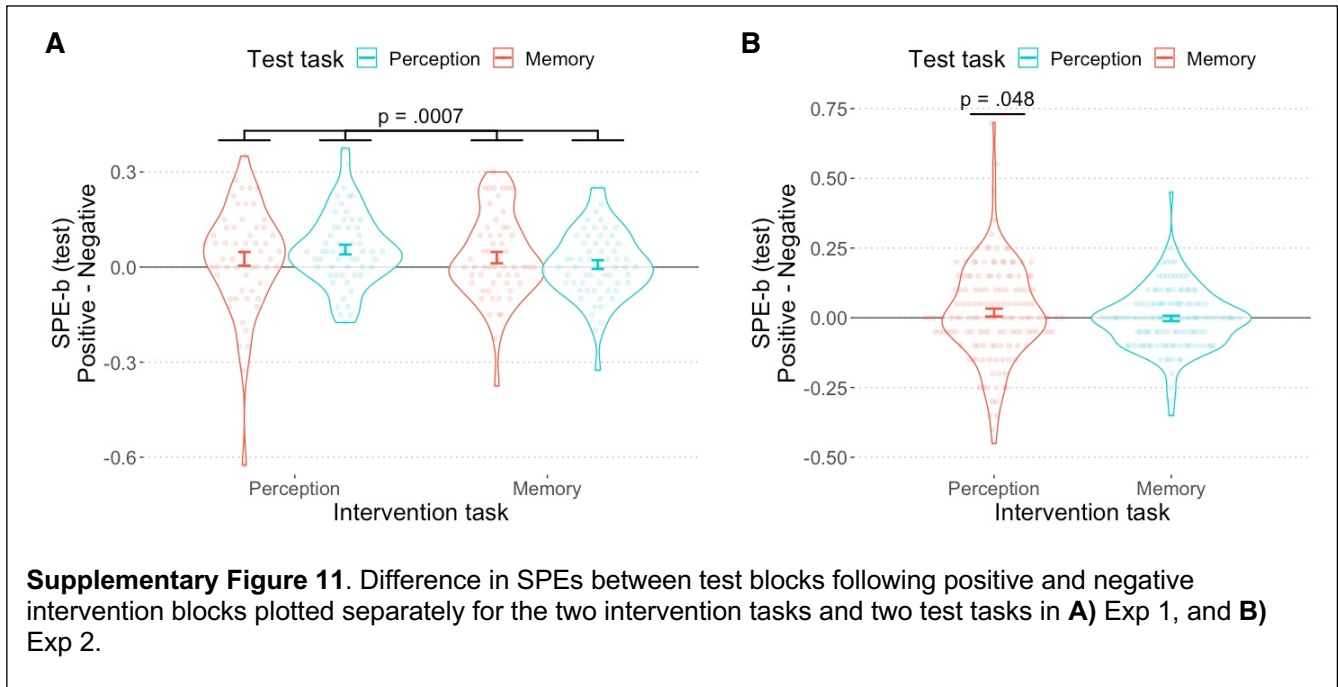 A
Test task Perception Memory
p = .0007
SPE-b (test)
Positive - Negative
0.3
0.0
-0.3
-0.6
Perception Memory
Intervention task
B
Test task Perception Memory
p = .048
SPE-b (test)
Positive - Negative
0.75
0.50
0.25
0.00
-0.25
-0.50
Perception Memory
Intervention task
Supplementary Figure 11. Difference in SPEs between test blocks following positive and negative
intervention blocks plotted separately for the two intervention tasks and two test tasks in A) Exp 1, and B)
Exp 2.